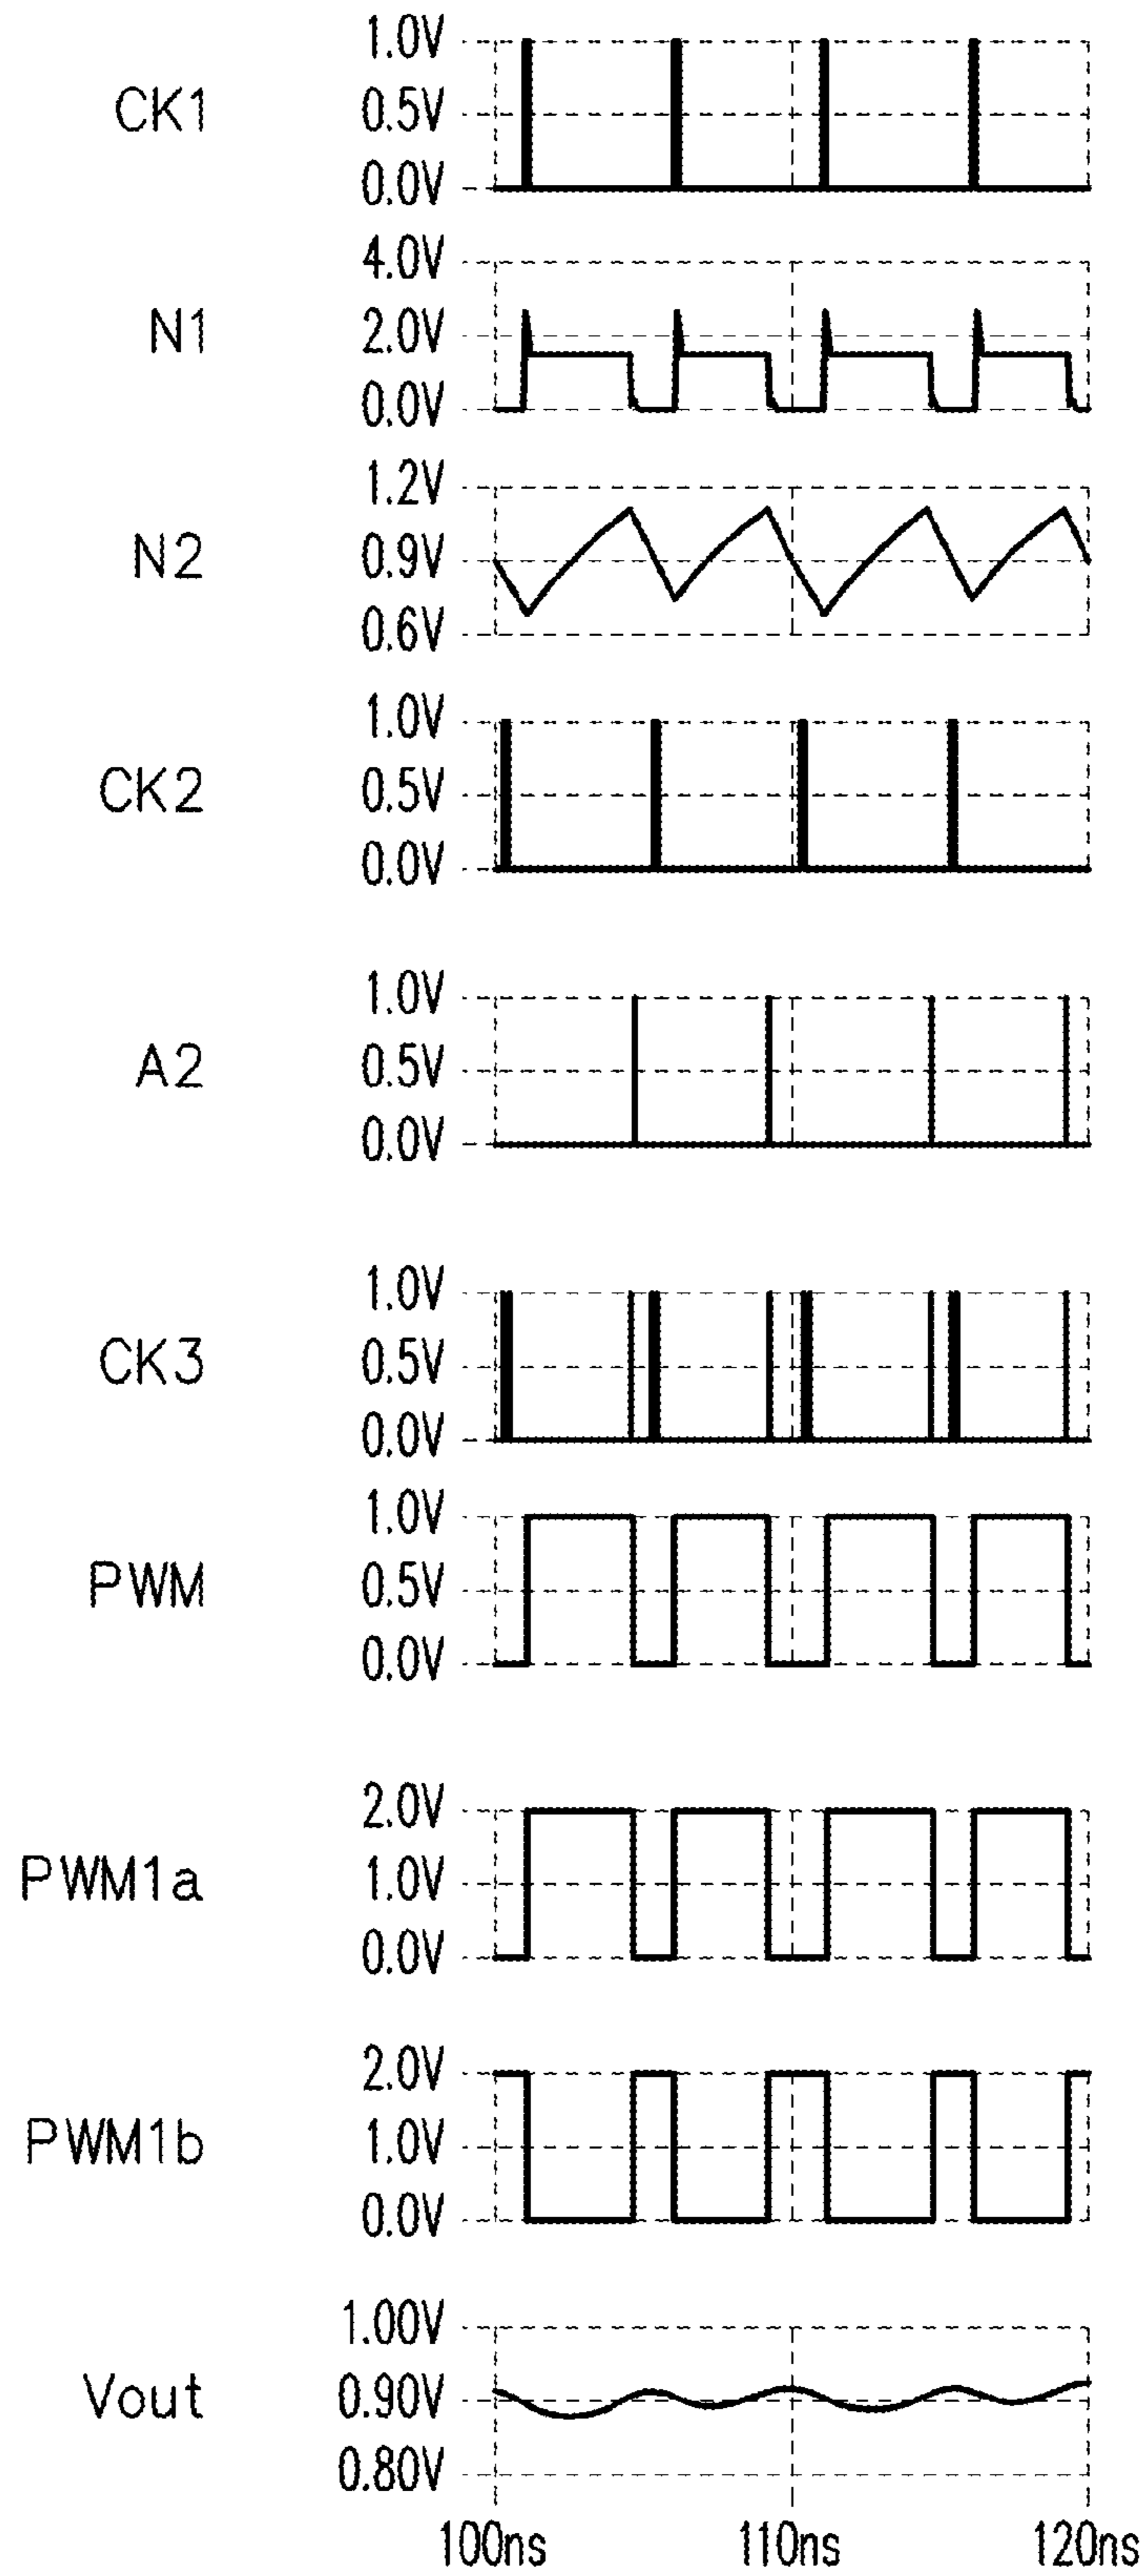 1.0V
CK1 0.5V
0.0V
4.0V
N1 2.0V
0.0V
1.2V
N2 0.9V
0.6V
1.0V
CK2 0.5V
0.0V
1.0V
A2 0.5V
0.0V
1.0V
CK3 0.5V
0.0V
1.0V
PWM 0.5V
0.0V
2.0V
PWM1a 1.0V
0.0V
2.0V
PWM1b 1.0V
0.0V
1.00V
Vout 0.90V
0.80V
100ns 110ns 120ns